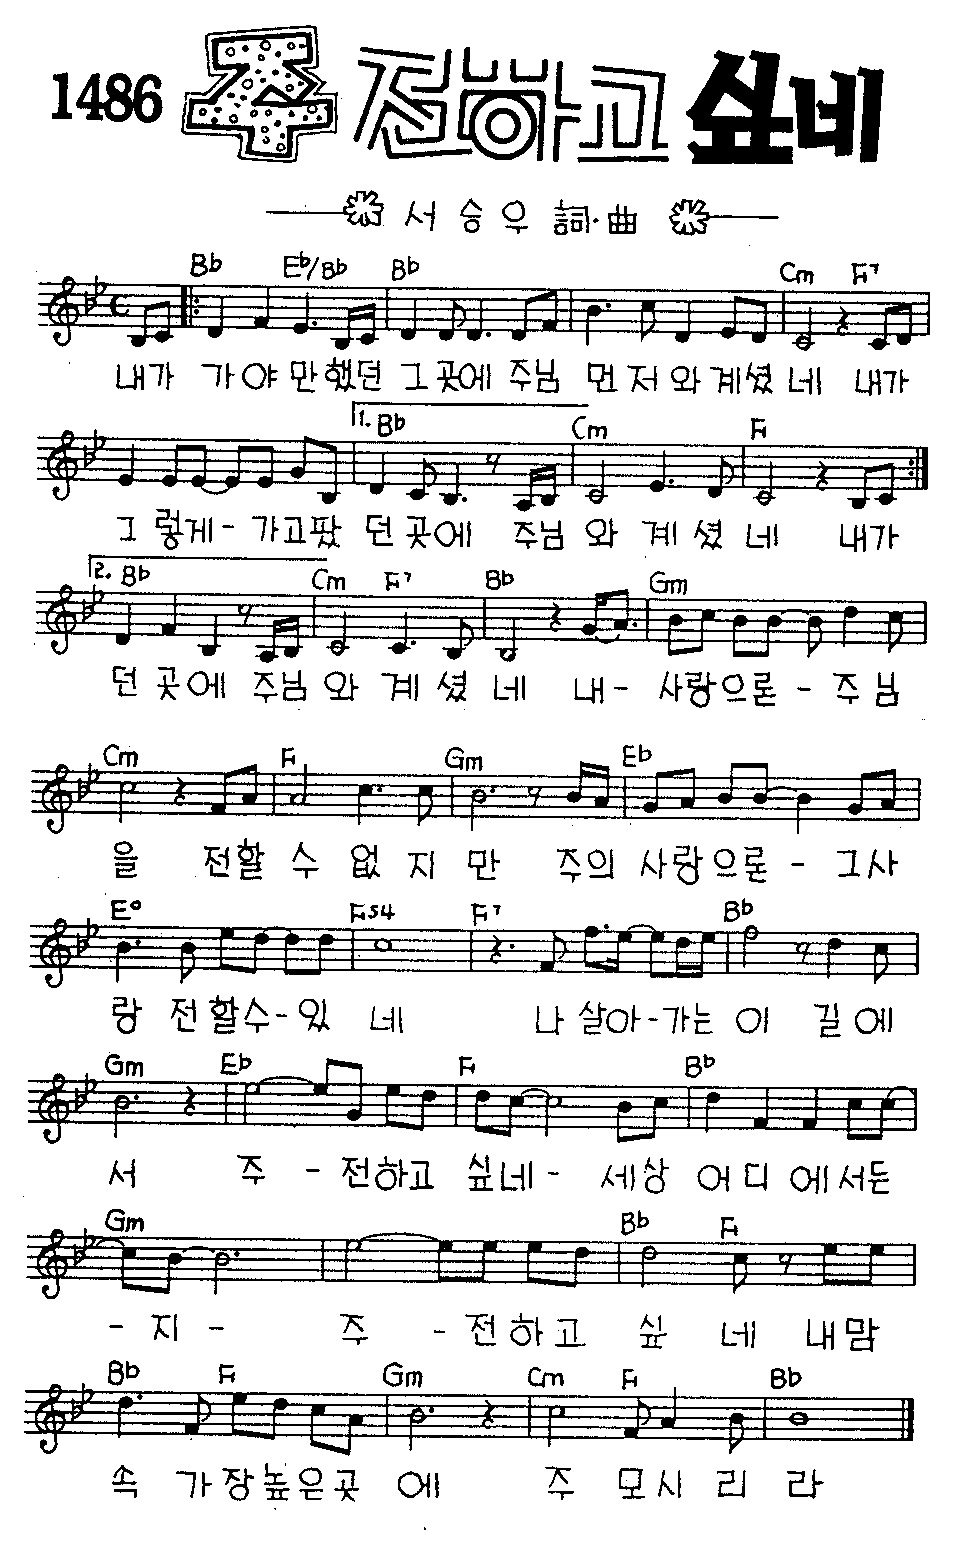 1486 주 전하고 싶네
서승우 詞·曲
Bb Eb/Bb Bb Cm F7
내가 가야 만했던 그곳에 주님 먼저 와계셨네 내가
1. Bb Cm F
그렇게- 가고팠던 곳에 주님 와 계셨네 내가
2. Bb Cm F7 Bb Gm
던 곳에 주님 와 계셨네 내- 사랑으론 - 주님
Cm F Gm Eb
을 전할 수 없지만 주의 사랑으론 - 그사
E° Fs4 F7 Bb
랑 전할수-있네 나 살아-가는 이 길에
Gm Eb F Bb
서 주 - 전하고 싶네- 세상 어디에서든
Gm Bb F
- 지 - 주 - 전하고 싶네 내맘
Bb F Gm Cm F Bb
속 가장높은곳에 주 모시리라